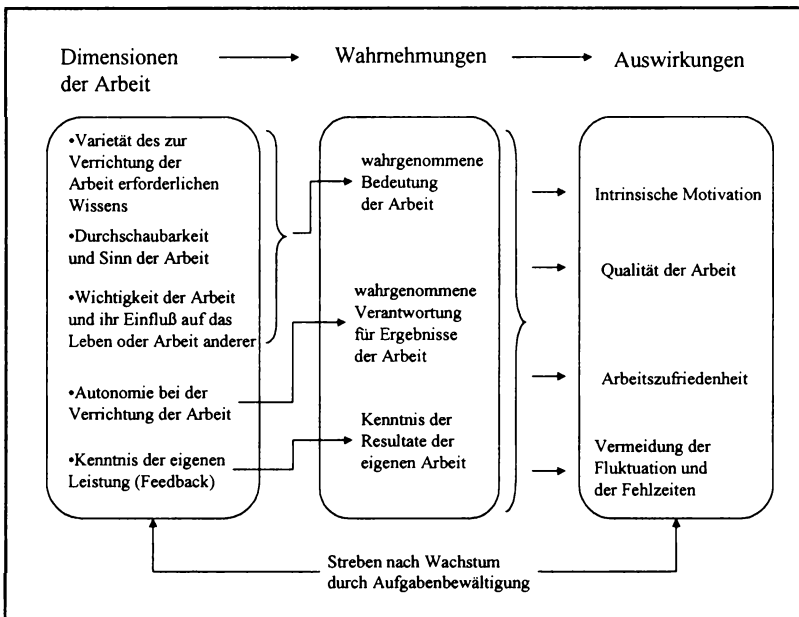 Dimensionen
der Arbeit
Wahrnehmungen
Auswirkungen
•Varietät des zur
Verrichtung der
Arbeit erforderlichen
Wissens
•Durchschaubarkeit
und Sinn der Arbeit
•Wichtigkeit der Arbeit
und ihr Einfluß auf das
Leben oder Arbeit anderer
•Autonomie bei der
Verrichtung der Arbeit
•Kenntnis der eigenen
Leistung (Feedback)
wahrgenommene
Bedeutung
der Arbeit
wahrgenommene
Verantwortung
für Ergebnisse
der Arbeit
Kenntnis der
Resultate der
eigenen Arbeit
Intrinsische Motivation
Qualität der Arbeit
Arbeitszufriedenheit
Vermeidung der
Fluktuation und
der Fehlzeiten
Streben nach Wachstum
durch Aufgabenbewältigung